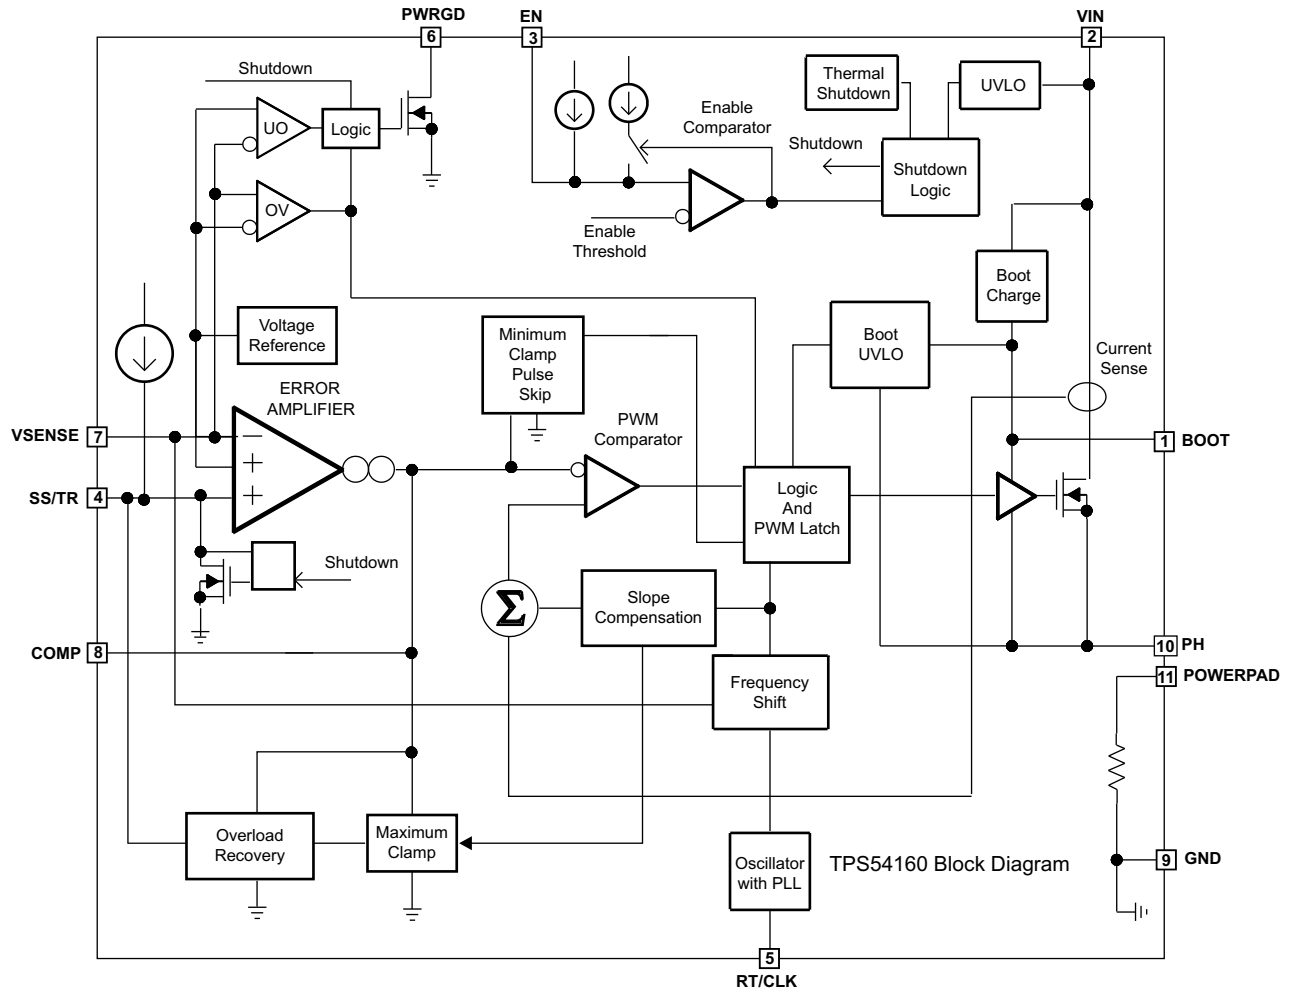 PWRGD
EN
VIN
6
3
2
Shutdown
UO
Logic
OV
Enable
Comparator
Enable
Threshold
Thermal
Shutdown
UVLO
Shutdown
Shutdown
Logic
Boot
Charge
Voltage
Reference
Minimum
Clamp
Pulse
Skip
Boot
UVLO
Current
Sense
ERROR
AMPLIFIER
PWM
Comparator
VSENSE
7
−
+
+
1
BOOT
SS/TR
4
Logic
And
PWM Latch
Shutdown
Σ
Slope
Compensation
COMP
8
10
PH
11
POWERPAD
Frequency
Shift
Overload
Recovery
Maximum
Clamp
Oscillator
with PLL
TPS54160 Block Diagram
9
GND
5
RT/CLK